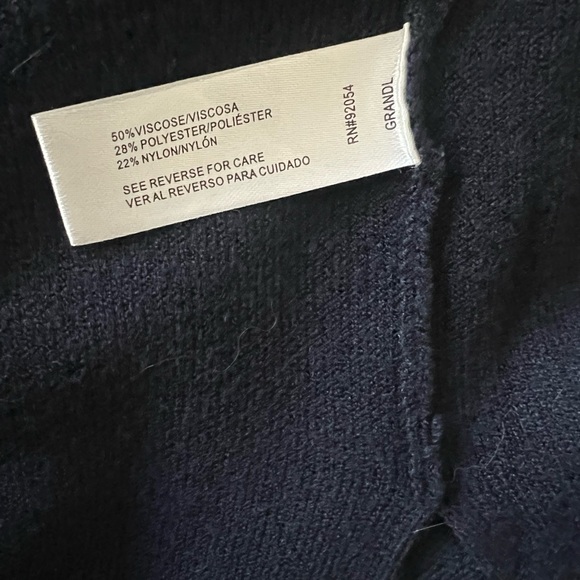 50%VISCOSE/VISCOSA
28% POLYESTER/POLIÉSTER
22% NYLON/NYLÓN
SEE REVERSE FOR CARE
VER AL REVERSO PARA CUIDADO
RN#92054
GRANDL